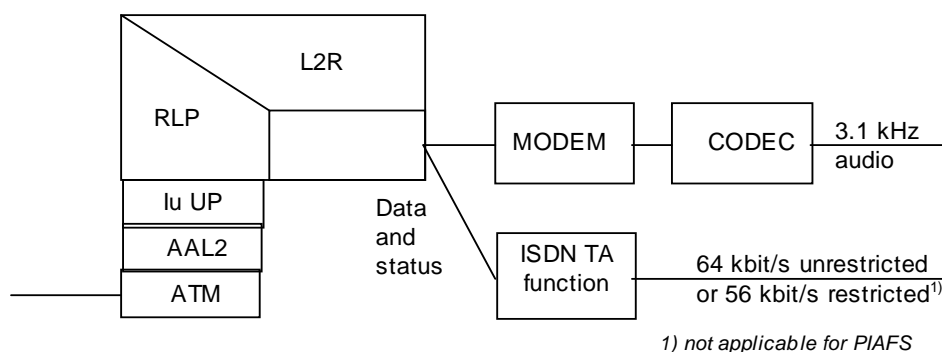 L2R
RLP
MODEM
CODEC
3.1 kHz
audio
Iu UP
AAL2
ATM
Data
and
status
ISDN TA
function
64 kbit/s unrestricted
or 56 kbit/s restricted1)
1) not applicable for PIAFS